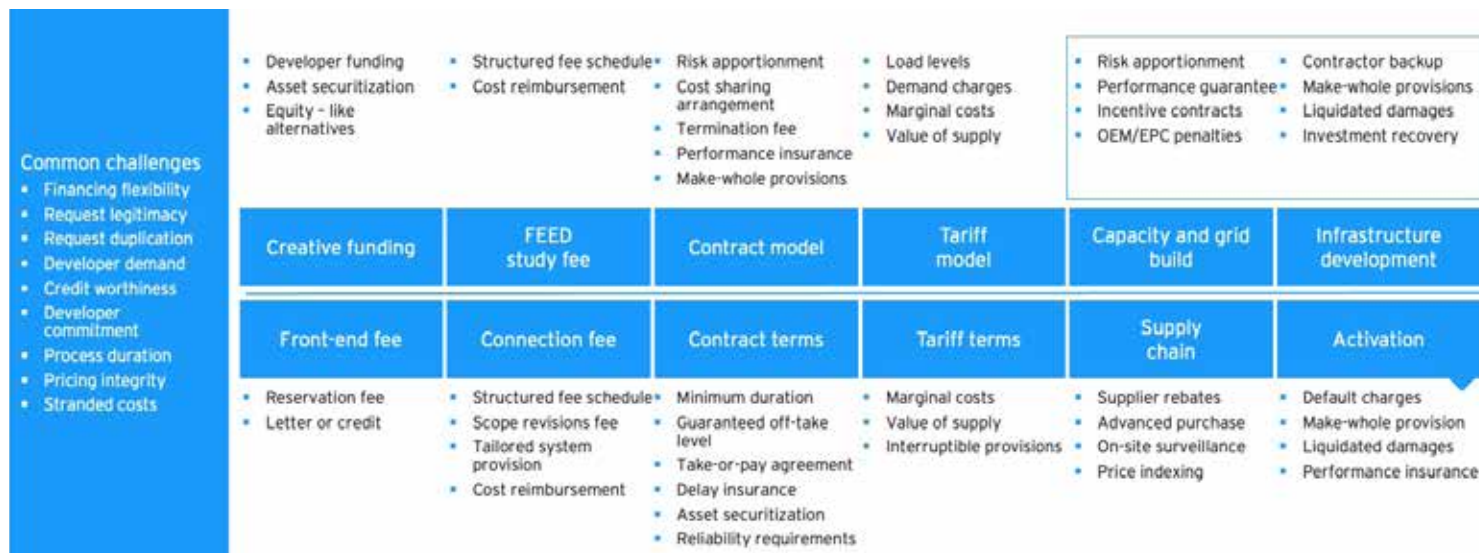 Common challenges
• Financing flexibility
• Request legitimacy
• Request duplication
• Developer demand
• Credit worthiness
• Developer
commitment
• Process duration
• Pricing integrity
• Stranded costs
• Developer funding
• Asset securitization
• Equity – like
alternatives
• Structured fee schedule
• Cost reimbursement
• Risk apportionment
• Cost sharing
arrangement
• Termination fee
• Performance insurance
• Make-whole provisions
• Load levels
• Demand charges
• Marginal costs
• Value of supply
• Risk apportionment
• Performance guarantee
• Incentive contracts
• OEM/EPC penalties
• Contractor backup
• Make-whole provisions
• Liquidated damages
• Investment recovery
Creative funding
FEED
study fee
Contract model
Tariff
model
Capacity and grid
build
Infrastructure
development
Front-end fee
Connection fee
Contract terms
Tariff terms
Supply
chain
Activation
• Reservation fee
• Letter or credit
• Structured fee schedule
• Scope revisions fee
• Tailored system
provision
• Cost reimbursement
• Minimum duration
• Guaranteed off-take
level
• Take-or-pay agreement
• Delay insurance
• Asset securitization
• Reliability requirements
• Marginal costs
• Value of supply
• Interruptible provisions
• Supplier rebates
• Advanced purchase
• On-site surveillance
• Price indexing
• Default charges
• Make-whole provision
• Liquidated damages
• Performance insurance